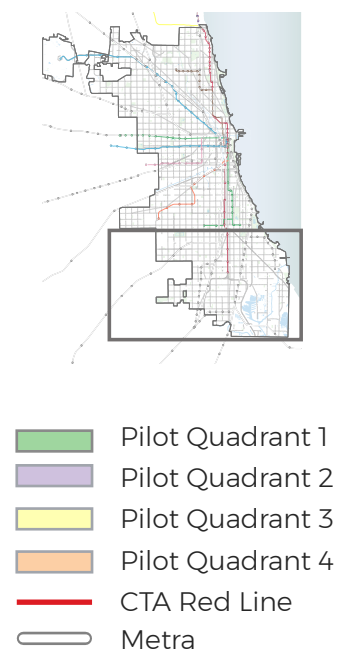 Pilot Quadrant 1
Pilot Quadrant 2
Pilot Quadrant 3
Pilot Quadrant 4
CTA Red Line
Metra